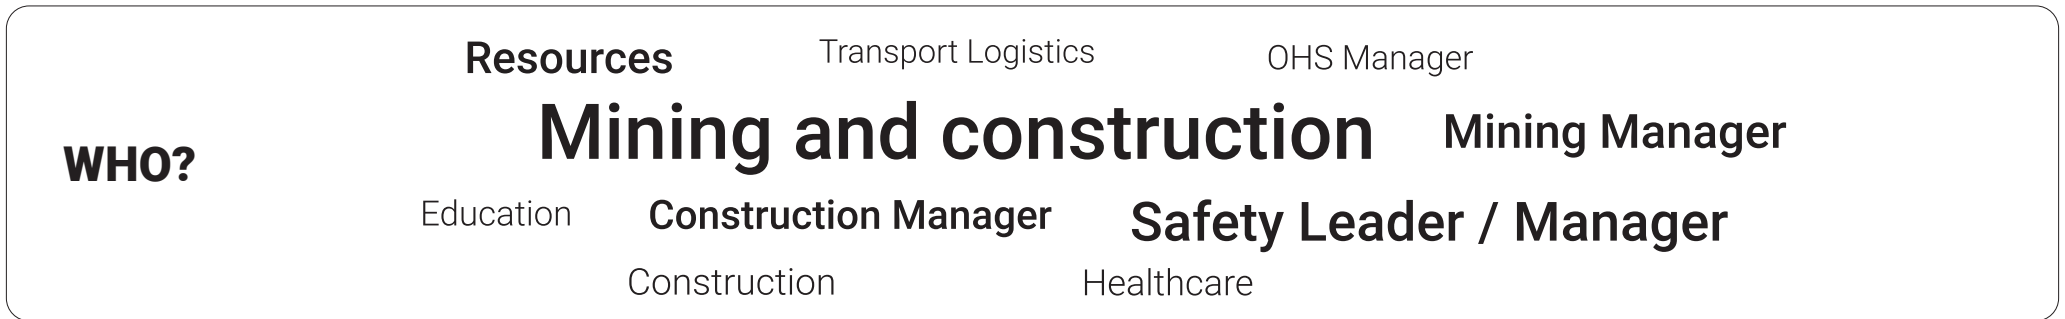 Resources Transport Logistics OHS Manager
Mining and construction Mining Manager
WHO?
Education Construction Manager Safety Leader / Manager
Construction Healthcare